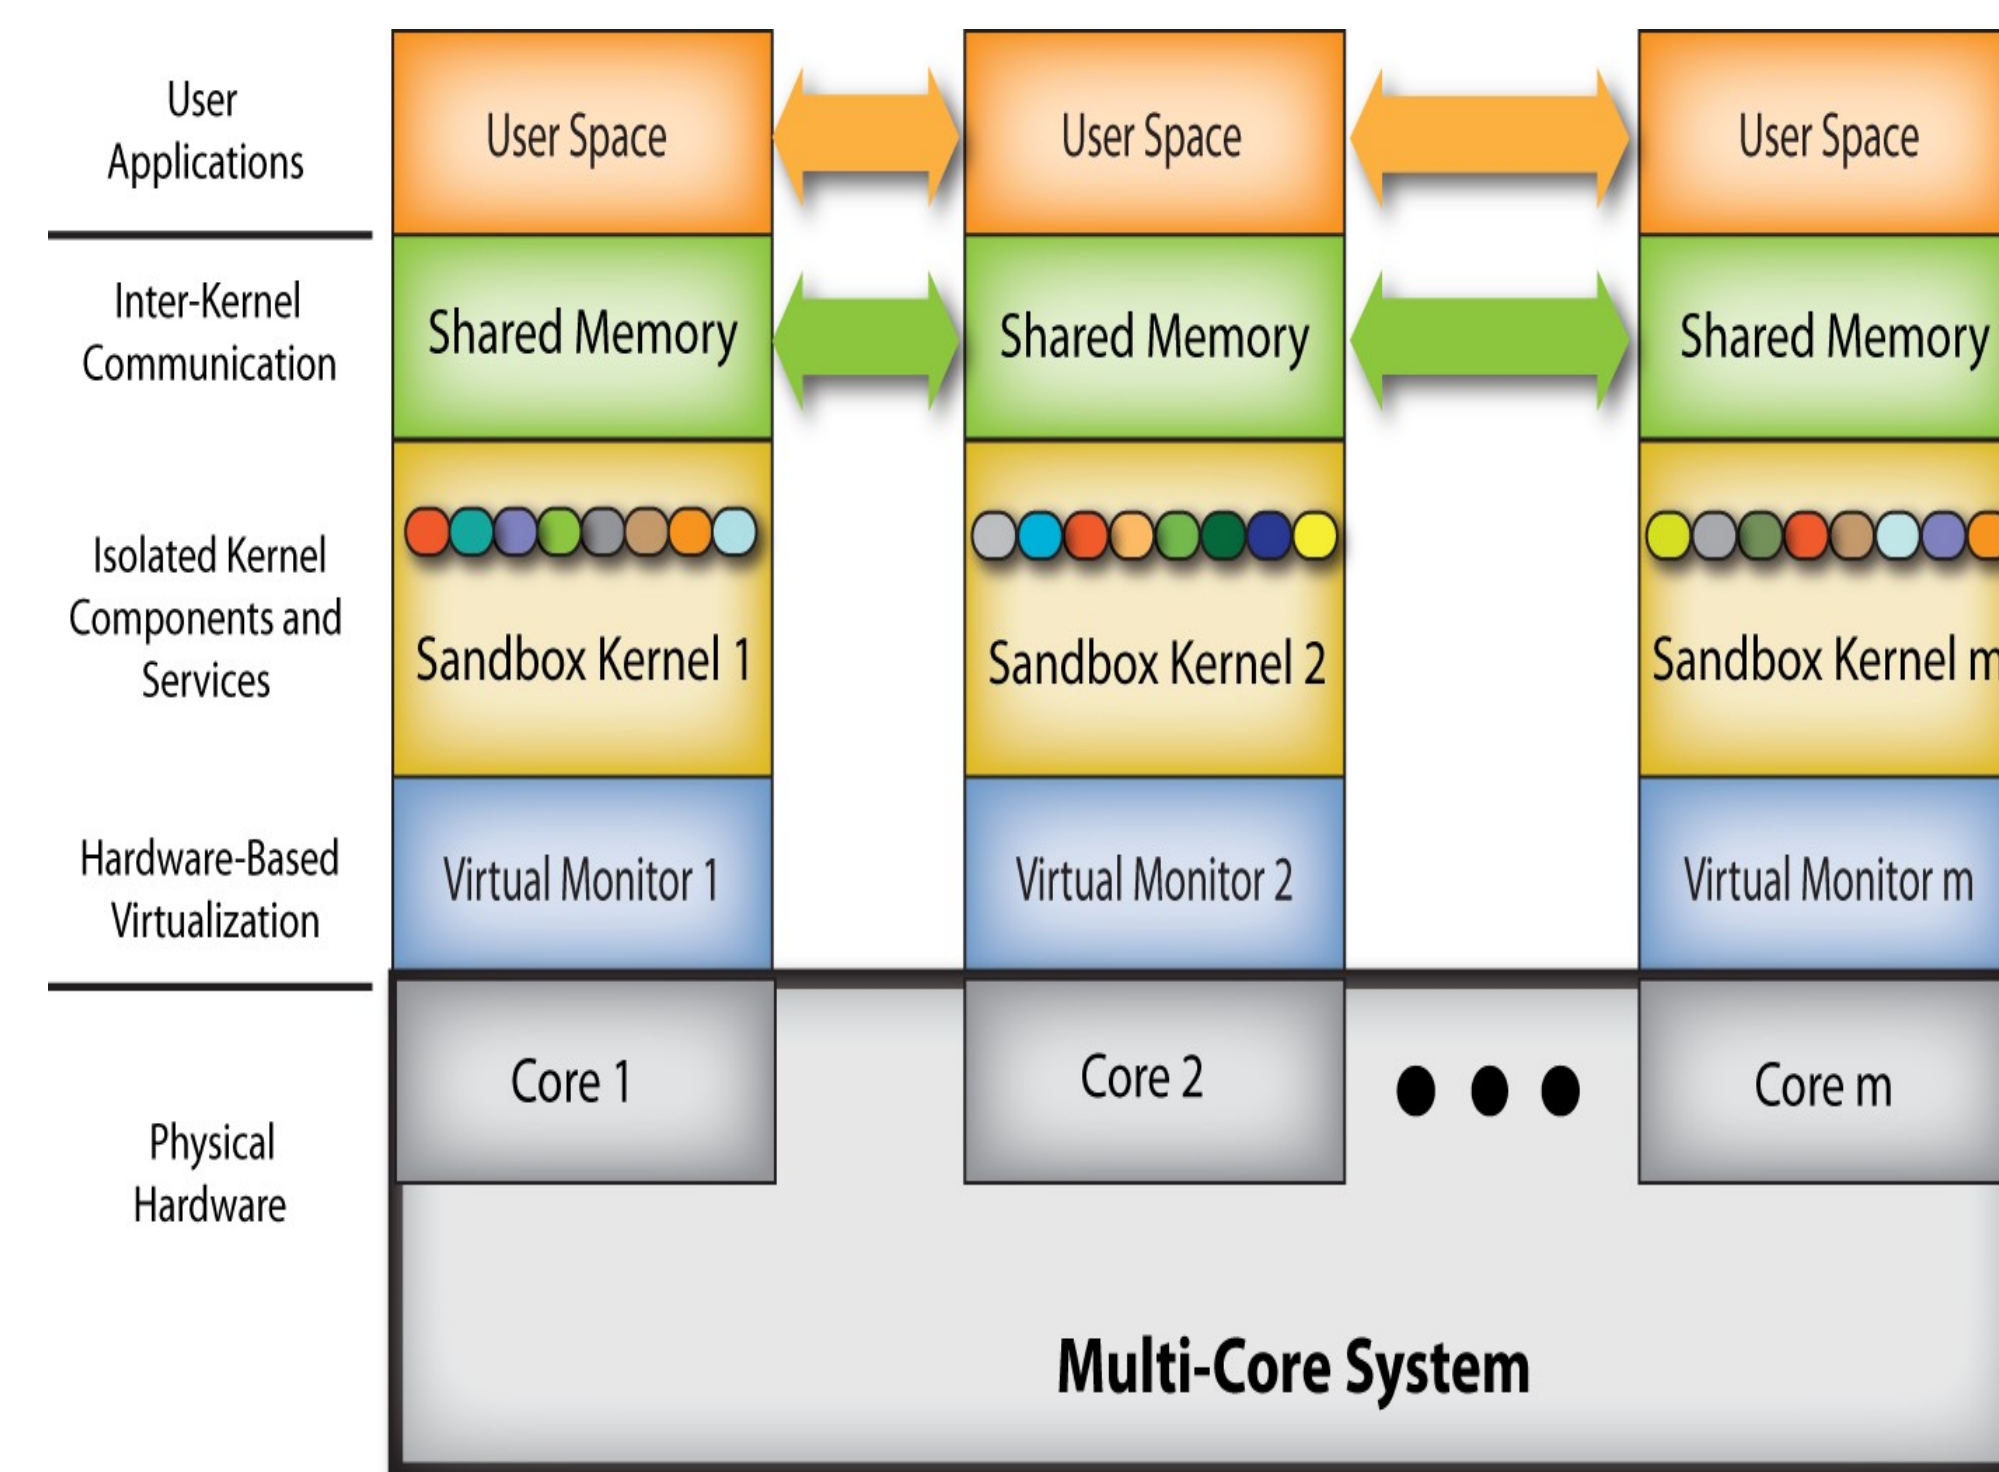 User
Applications
User Space
User Space
User Space
Inter-Kernel
Communication
Shared Memory
Shared Memory
Shared Memory
Isolated Kernel
Components and
Services
Sandbox Kernel 1
Sandbox Kernel 2
Sandbox Kernel m
Hardware-Based
Virtualization
Virtual Monitor 1
Virtual Monitor 2
Virtual Monitor m
Physical
Hardware
Core 1
Core 2
Core m
Multi-Core System